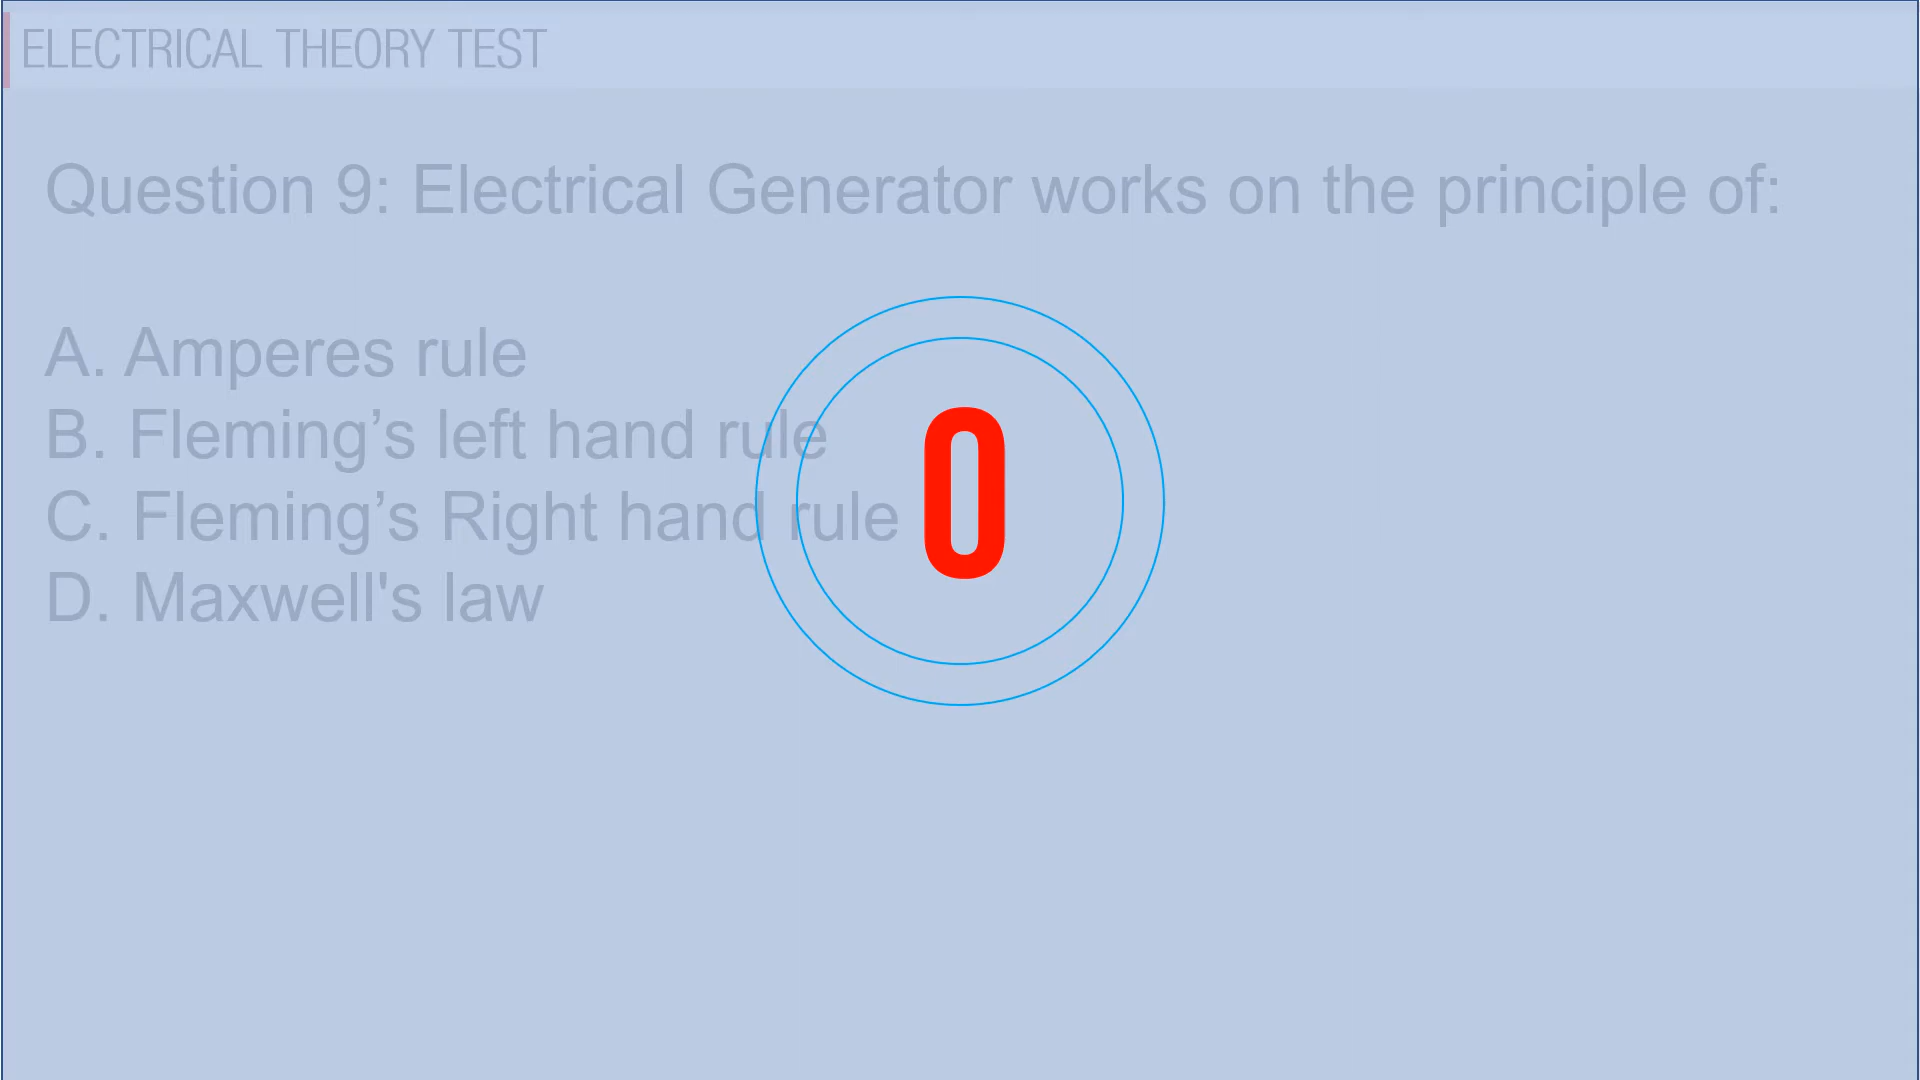 ELECTRICAL THEORY TEST
Question 9: Electrical Generator works on the principle of:
A. Amperes rule
B. Fleming’s left hand rule
C. Fleming’s Right hand rule
D. Maxwell's law
0